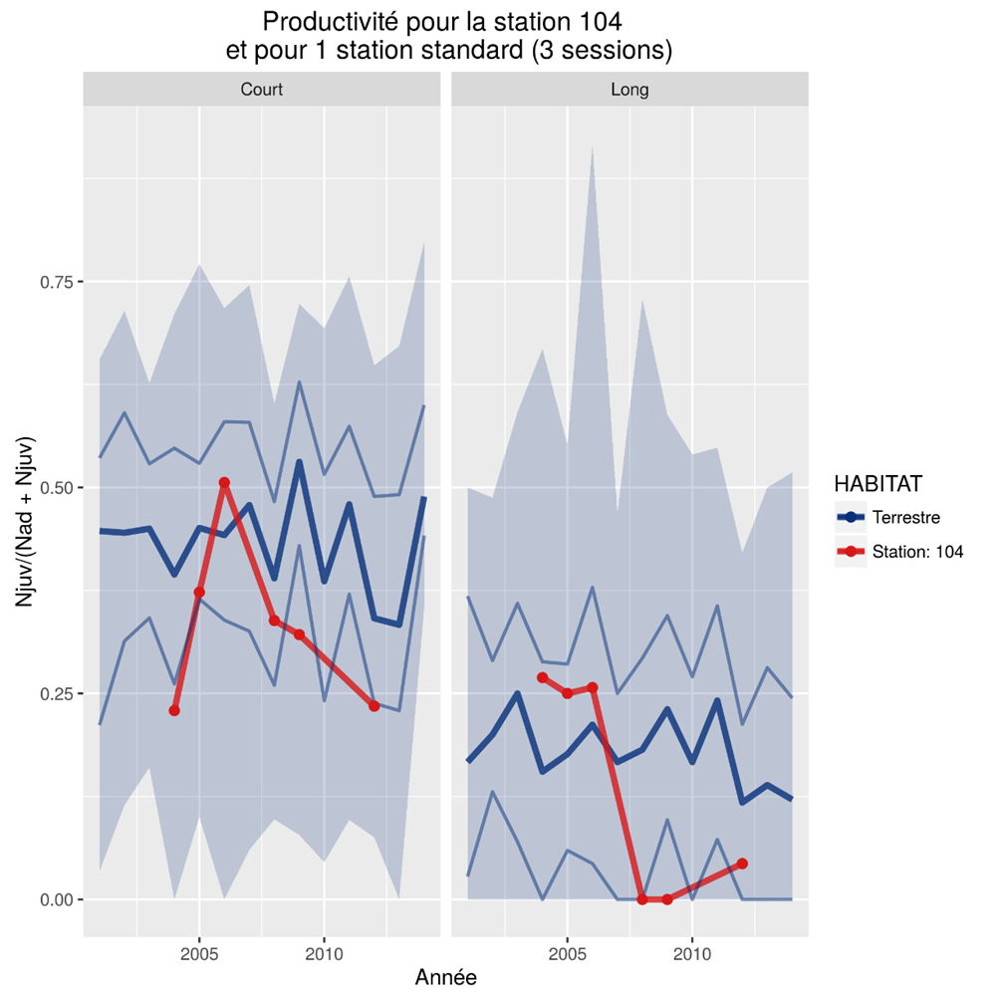 Productivité pour la station 104
et pour 1 station standard (3 sessions)
Court
Long
Njuv/(Nad + Njuv)
0.75
0.50
0.25
0.00
2005
2010
2005
2010
Année
HABITAT
Terrestre
Station: 104